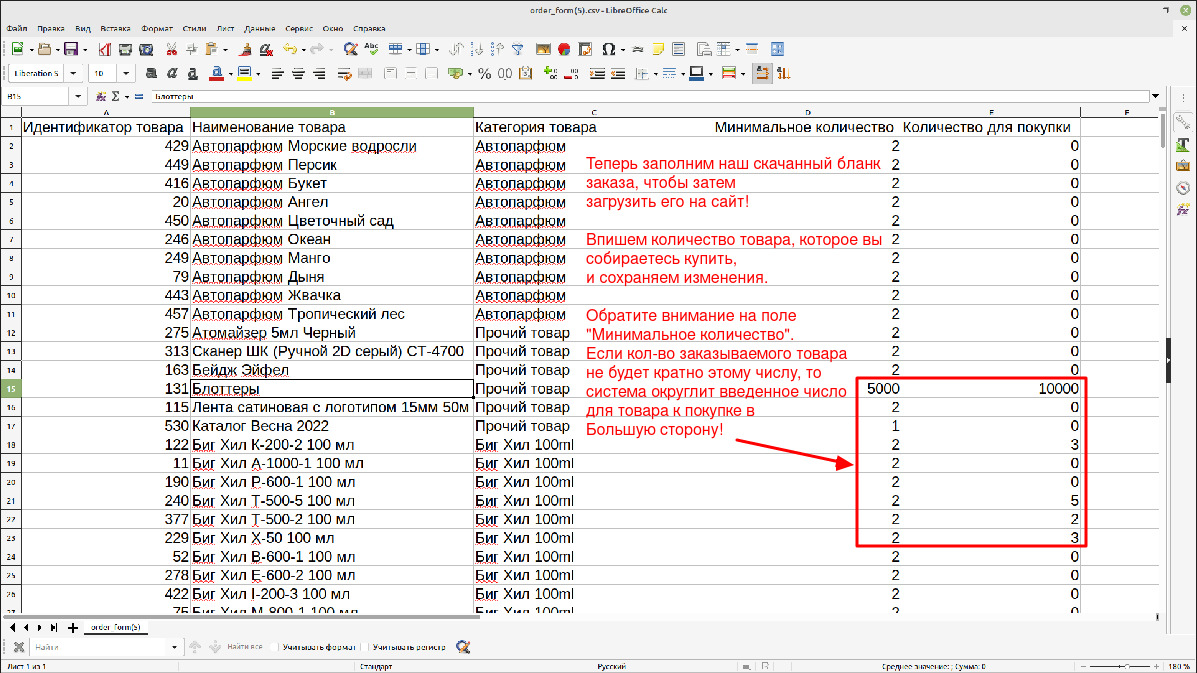 order_form(5).csv - LibreOffice Calc
Файл Правка Вид Вставка Формат Стили Лист Данные Сервис Окно Справка
Liberation S 10
B15 Σ = Блоттеры
A B C D E F
1 Идентификатор товара Наименование товара Категория товара Минимальное количество Количество для покупки
2 429 Автопарфюм Морские водросли Автопарфюм 2 0
3 449 Автопарфюм Персик Автопарфюм 2 0
4 416 Автопарфюм Букет Автопарфюм 2 0
5 20 Автопарфюм Ангел Автопарфюм 2 0
6 450 Автопарфюм Цветочный сад Автопарфюм 2 0
7 246 Автопарфюм Океан Автопарфюм 2 0
8 249 Автопарфюм Манго Автопарфюм 2 0
9 79 Автопарфюм Дыня Автопарфюм 2 0
10 443 Автопарфюм Жвачка Автопарфюм 2 0
11 457 Автопарфюм Тропический лес Автопарфюм 2 0
12 275 Атомайзер 5мл Черный Прочий товар 2 0
13 313 Сканер ШК (Ручной 2D серый) СТ-4700 Прочий товар 2 0
14 163 Бейдж Эйфел Прочий товар 2 0
15 131 Блоттеры Прочий товар 5000 10000
16 115 Лента сатиновая с логотипом 15мм 50м Прочий товар 2 0
17 530 Каталог Весна 2022 Прочий товар 1 0
18 122 Биг Хил К-200-2 100 мл Биг Хил 100ml 2 3
19 11 Биг Хил А-1000-1 100 мл Биг Хил 100ml 2 0
20 190 Биг Хил Р-600-1 100 мл Биг Хил 100ml 2 0
21 240 Биг Хил Т-500-5 100 мл Биг Хил 100ml 2 5
22 377 Биг Хил Т-500-2 100 мл Биг Хил 100ml 2 2
23 229 Биг Хил Х-50 100 мл Биг Хил 100ml 2 3
24 52 Биг Хил В-600-1 100 мл Биг Хил 100ml 2 0
25 278 Биг Хил Е-600-2 100 мл Биг Хил 100ml 2 0
26 422 Биг Хил I-200-3 100 мл Биг Хил 100ml 2 0
27 75 Биг Хил М-800-1 100 мл Биг Хил 100ml 2 0
Теперь заполним наш скачанный бланк
заказа, чтобы затем
загрузить его на сайт!
Впишем количество товара, которое вы
собираетесь купить,
и сохраняем изменения.
Обратите внимание на поле
"Минимальное количество".
Если кол-во заказываемого товара
не будет кратно этому числу, то
система округлит введенное число
для товара к покупке в
Большую сторону!
order_form(5)
Найти Найти все Учитывать формат Учитывать регистр
Лист 1 из 1 Стандарт Русский Среднее значение: ; Сумма: 0 180 %